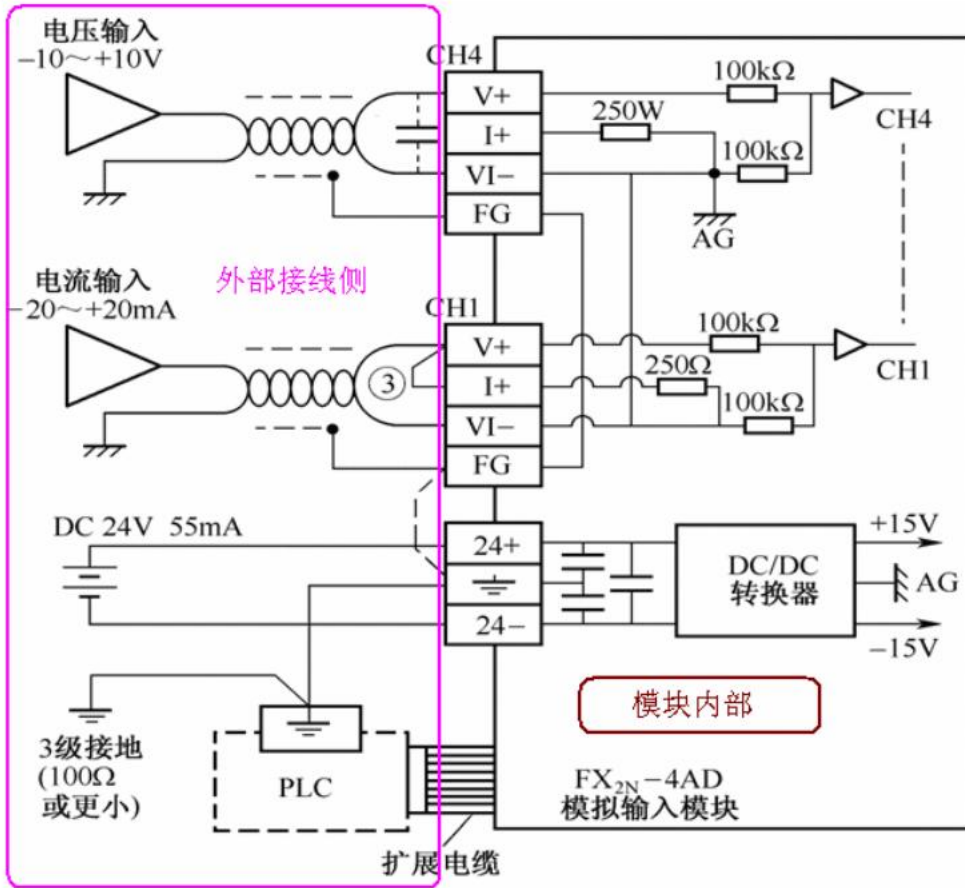 电压输入
−10～+10V
CH4
V+
I+
VI−
FG
100kΩ
250W
100kΩ
CH4
AG
外部接线侧
电流输入
−20～+20mA
CH1
③
V+
I+
VI−
FG
100kΩ
250Ω
100kΩ
CH1
DC 24V 55mA
24+
24−
DC/DC
转换器
+15V
AG
−15V
模块内部
3级接地
(100Ω
或更小)
PLC
FX2N−4AD
模拟输入模块
扩展电缆